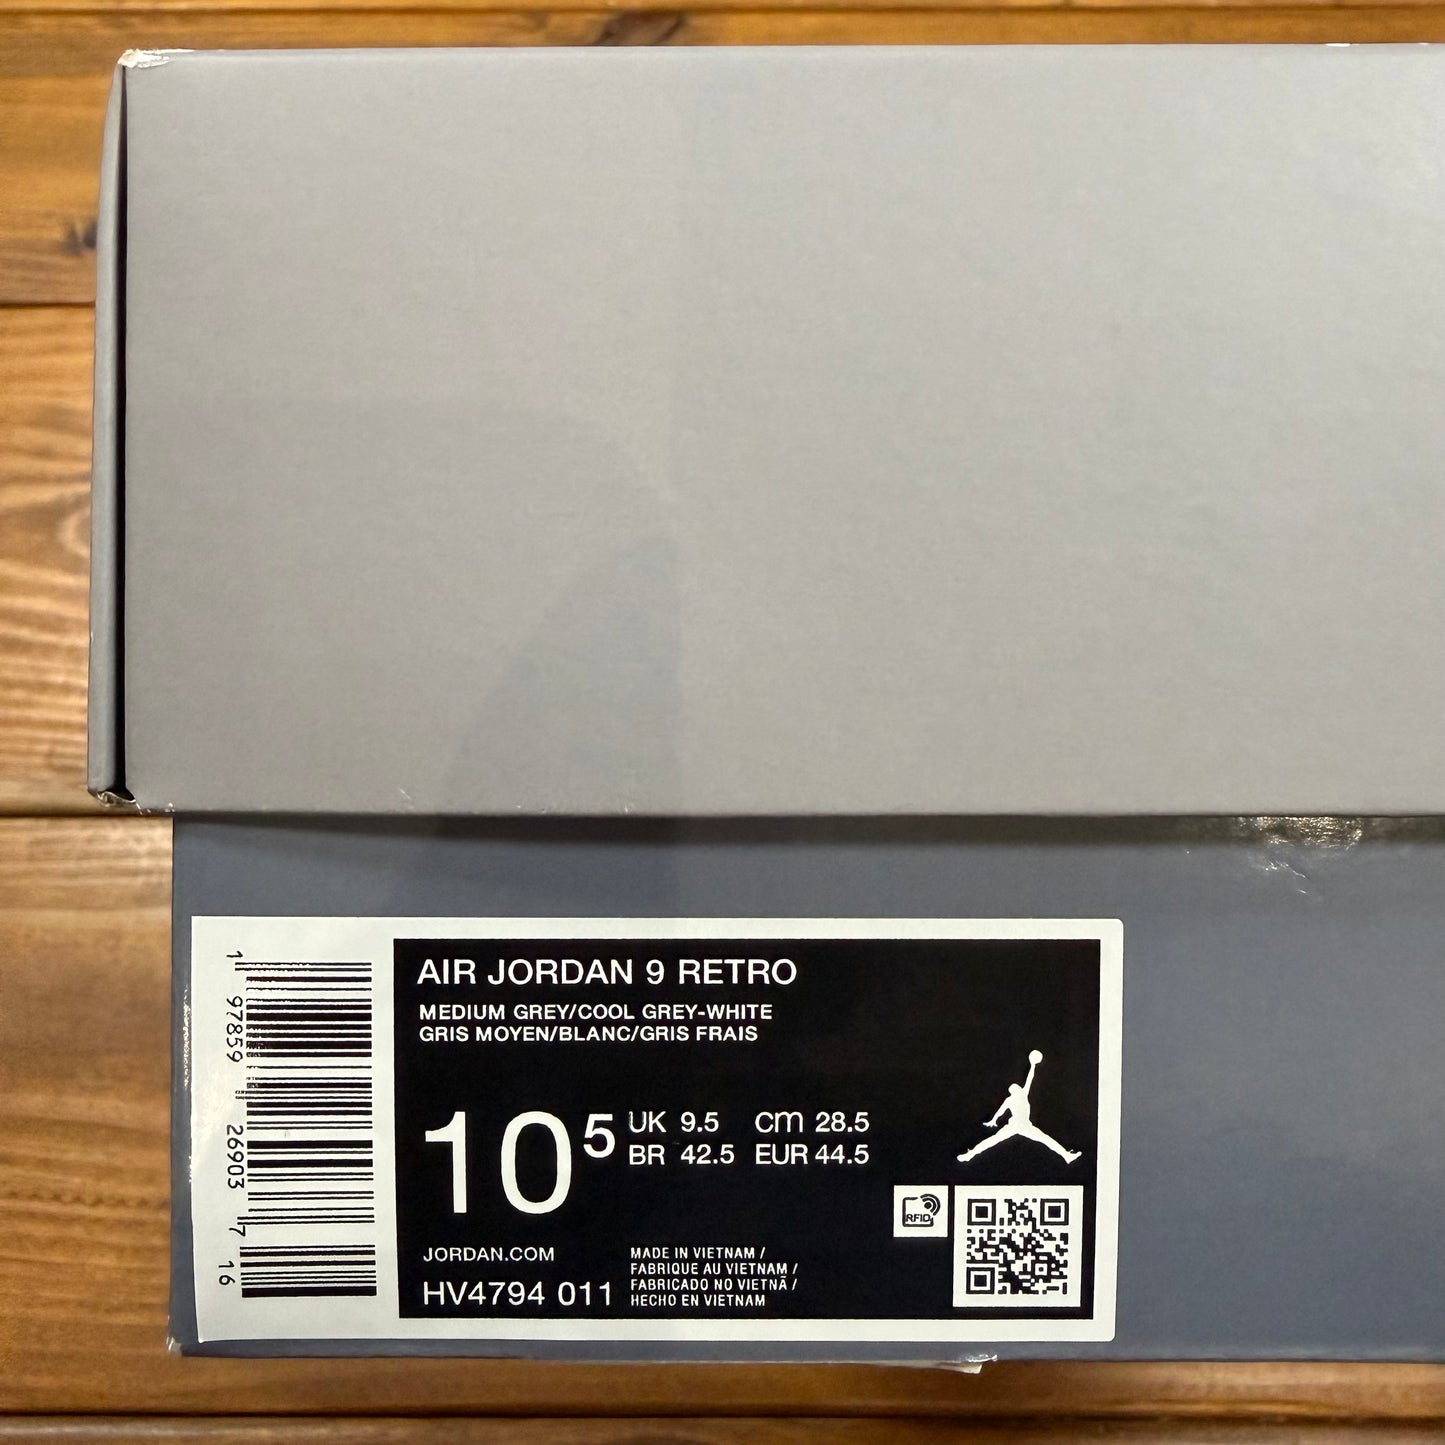 AIR JORDAN 9 RETRO
MEDIUM GREY/COOL GREY-WHITE
GRIS MOYEN/BLANC/GRIS FRAIS
10 5
UK 9.5 cm 28.5
BR 42.5 EUR 44.5
RFID
JORDAN.COM
HV4794 011
MADE IN VIETNAM /
FABRIQUE AU VIETNAM /
FABRICADO NO VIETNÃ /
HECHO EN VIETNAM
1 97859 26903 7 16